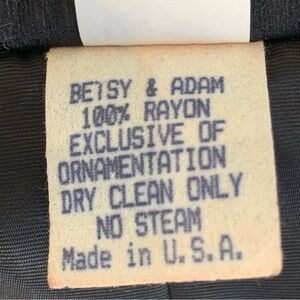 BETSY & ADAM
100% RAYON
EXCLUSIVE OF
ORNAMENTATION
DRY CLEAN ONLY
NO STEAM
Made in U.S.A.